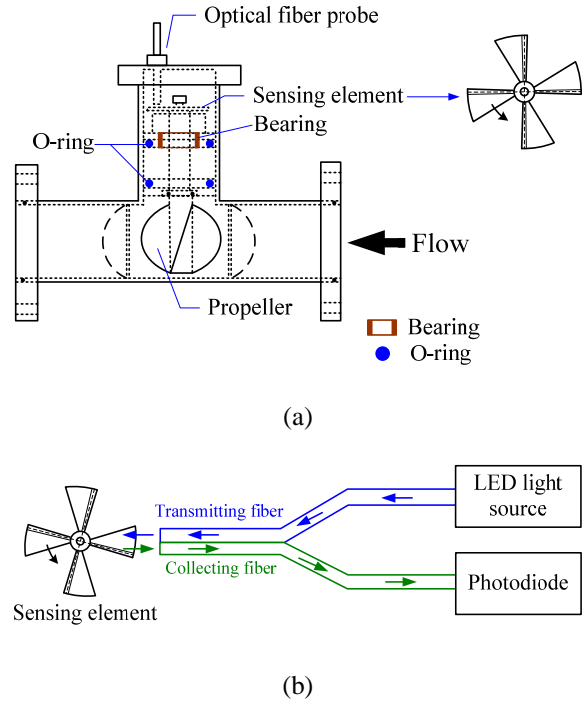 Optical fiber probe
Sensing element
Bearing
O-ring
Flow
Propeller
Bearing
O-ring
(a)
LED light
source
Transmitting fiber
Collecting fiber
Photodiode
Sensing element
(b)